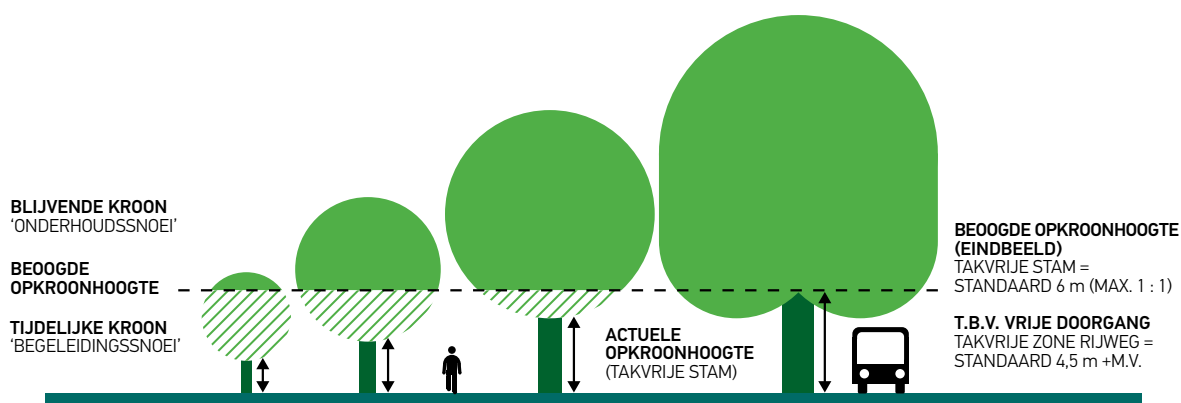 BLIJVENDE KROON
‘ONDERHOUDSSNOEI’
BEOOGDE
OPKROONHOOGTE
TIJDELIJKE KROON
‘BEGELEIDINGSSNOEI’
ACTUELE
OPKROONHOOGTE
(TAKVRIJE STAM)
BEOOGDE OPKROONHOOGTE
(EINDBEELD)
TAKVRIJE STAM =
STANDAARD 6 m (MAX. 1 : 1)
T.B.V. VRIJE DOORGANG
TAKVRIJE ZONE RIJWEG =
STANDAARD 4,5 m +M.V.